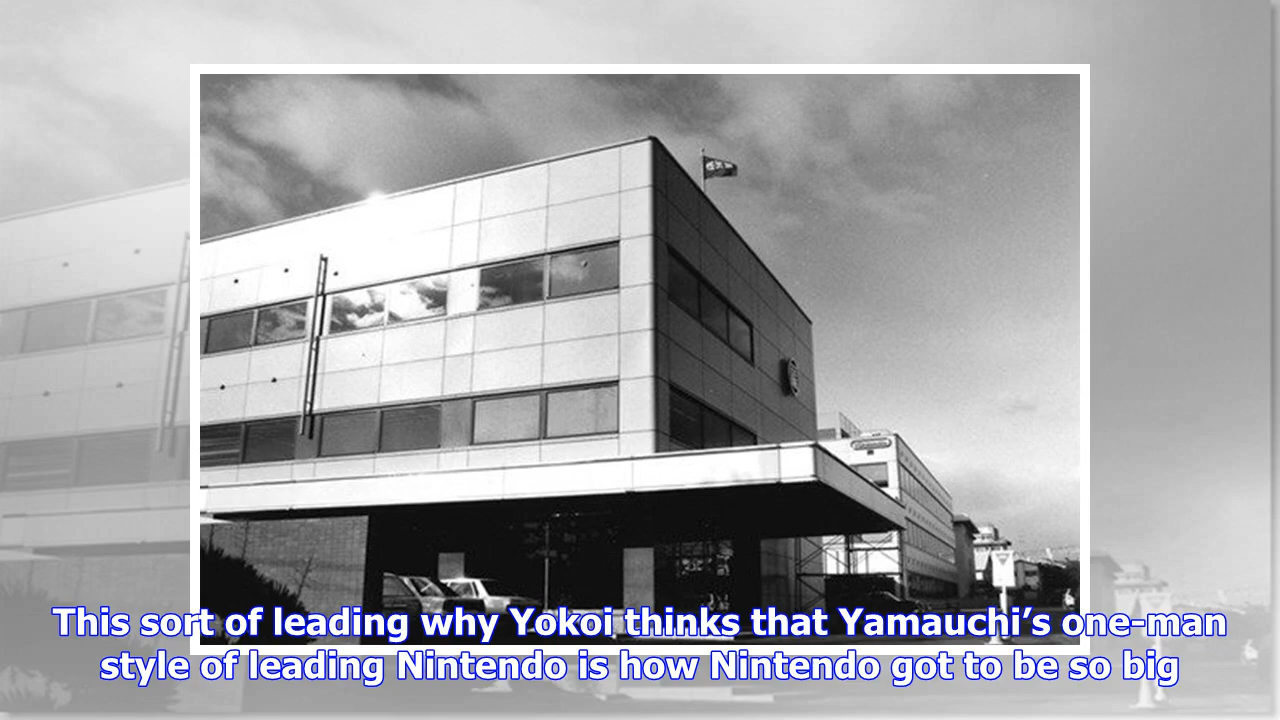 This sort of leading why Yokoi thinks that Yamauchi’s one-man
style of leading Nintendo is how Nintendo got to be so big